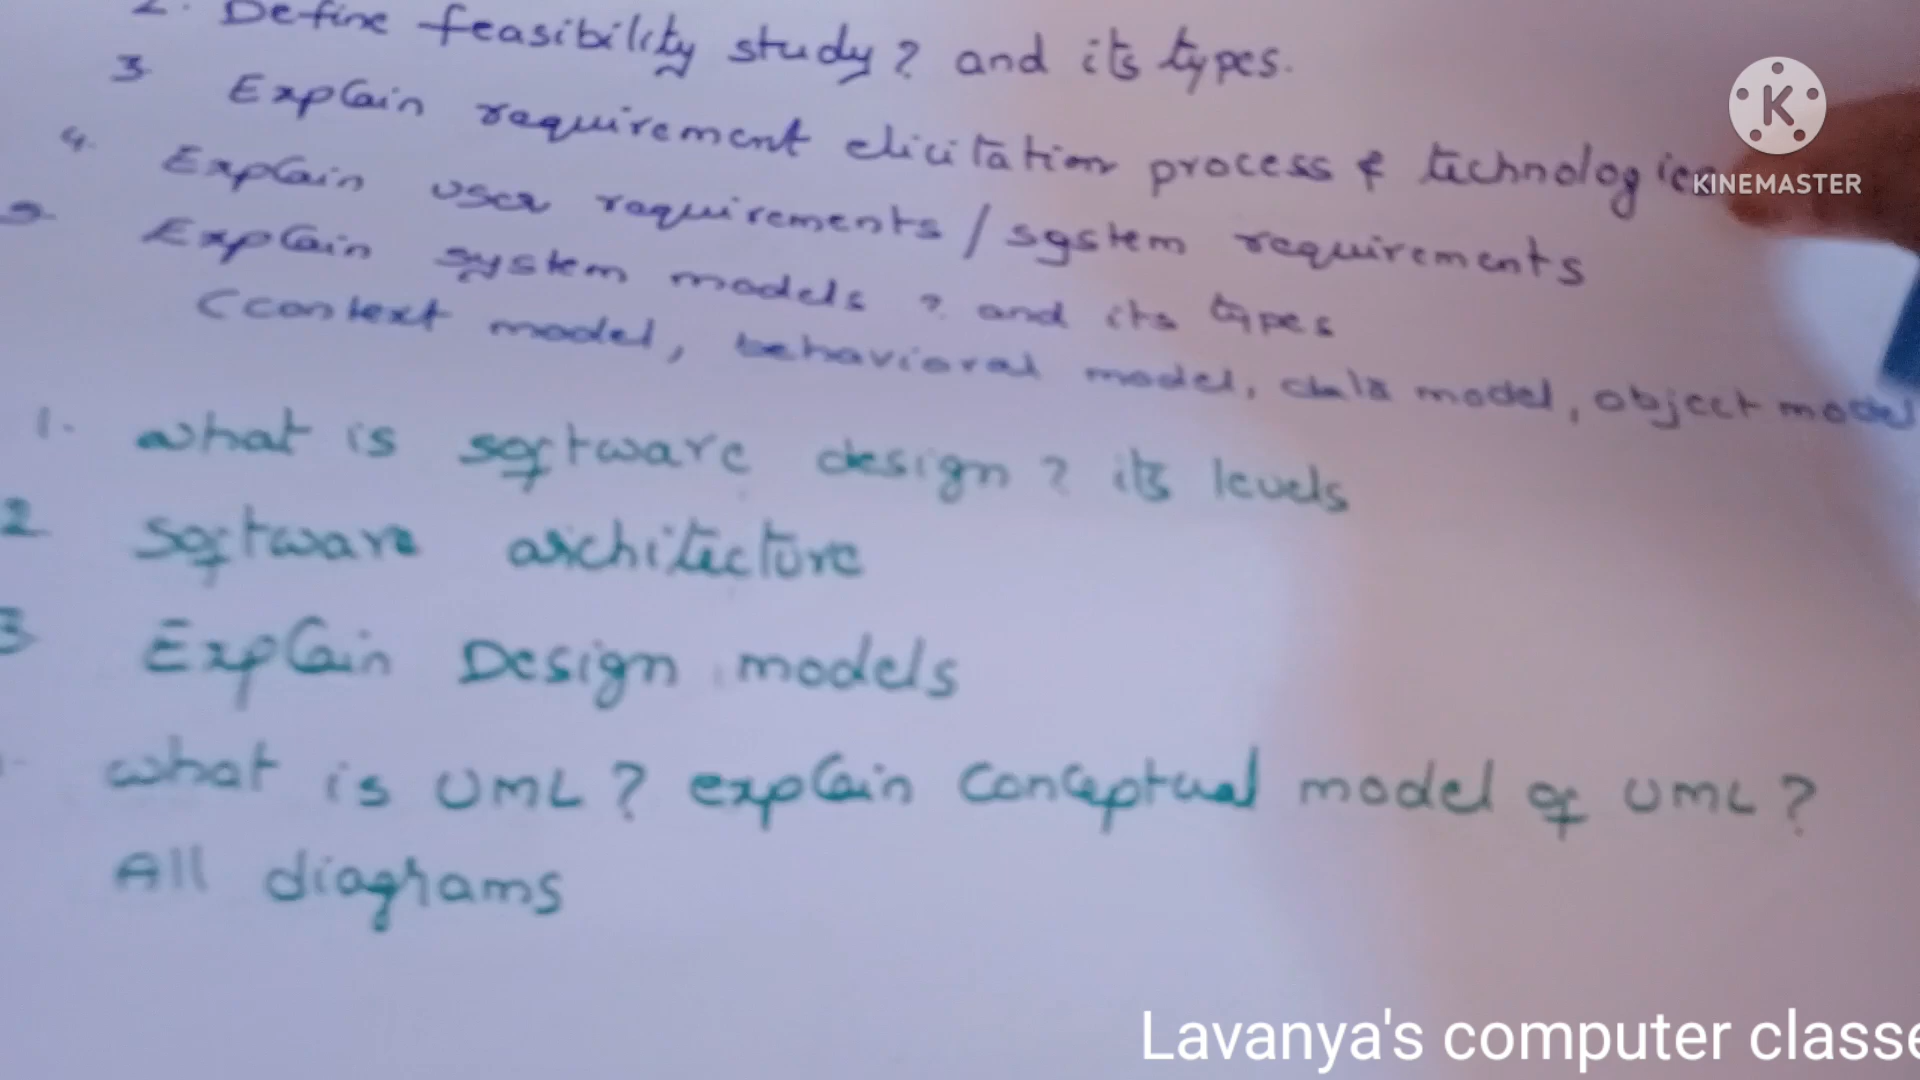 2. Define feasibility study? and its types.
3 Explain requirement elicitation process & technologies
4. Explain user requirements / system requirements
5. Explain system models ? and its types
(context model, behavioral model, data model, object model
1. what is software design ? its levels
2 software architecture
3 Explain Design models
what is UML? explain conceptual model of UML?
All diagrams
KINEMASTER
Lavanya's computer classe